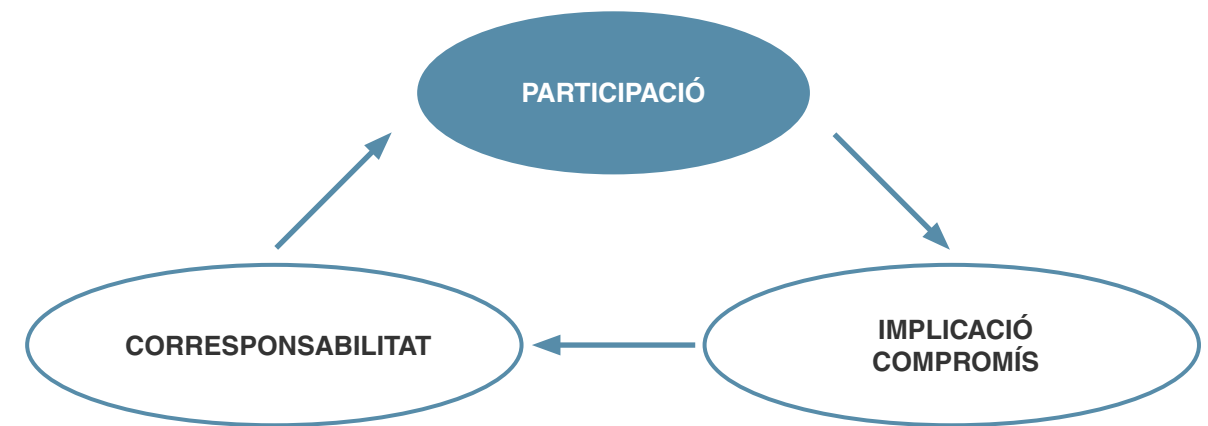 PARTICIPACIÓ
CORRESPONSABILITAT
IMPLICACIÓ
COMPROMÍS